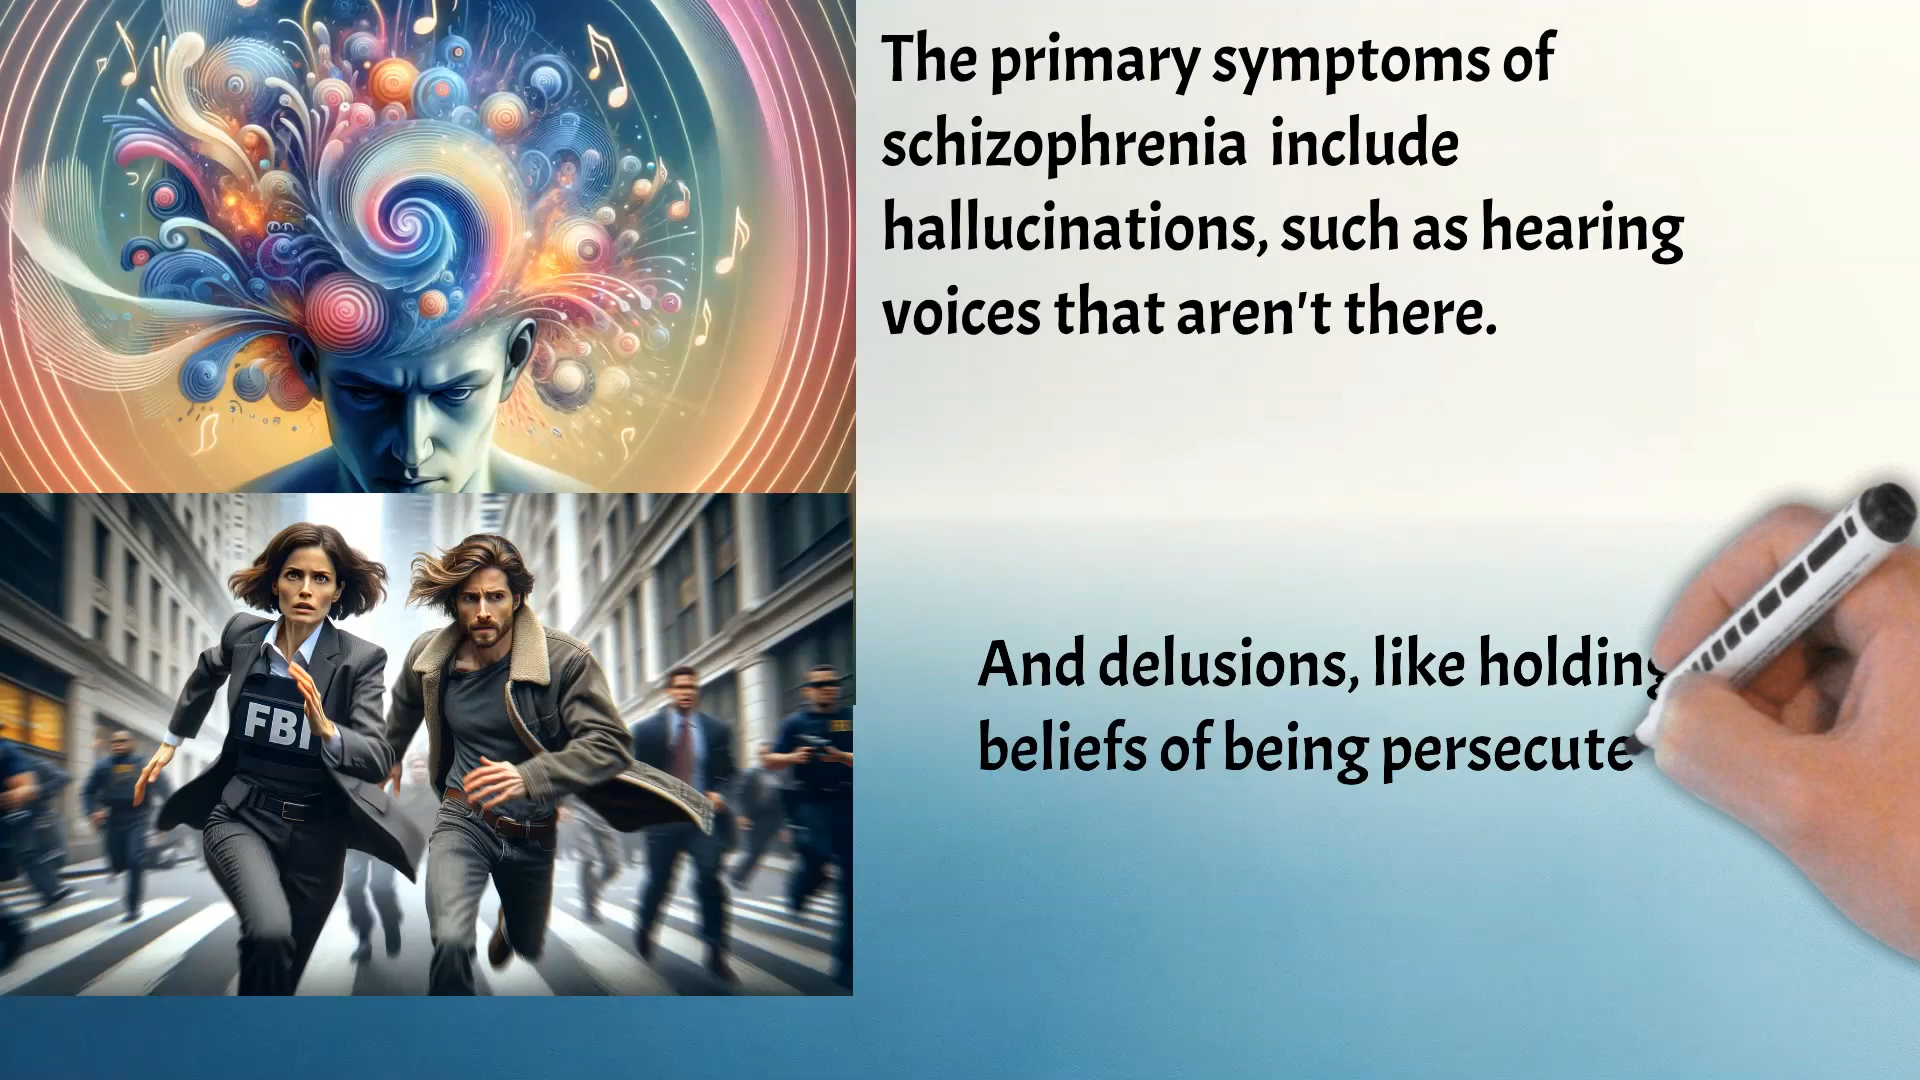 The primary symptoms of
schizophrenia  include
hallucinations, such as hearing
voices that aren't there.
FBI
And delusions, like holding
beliefs of being persecute